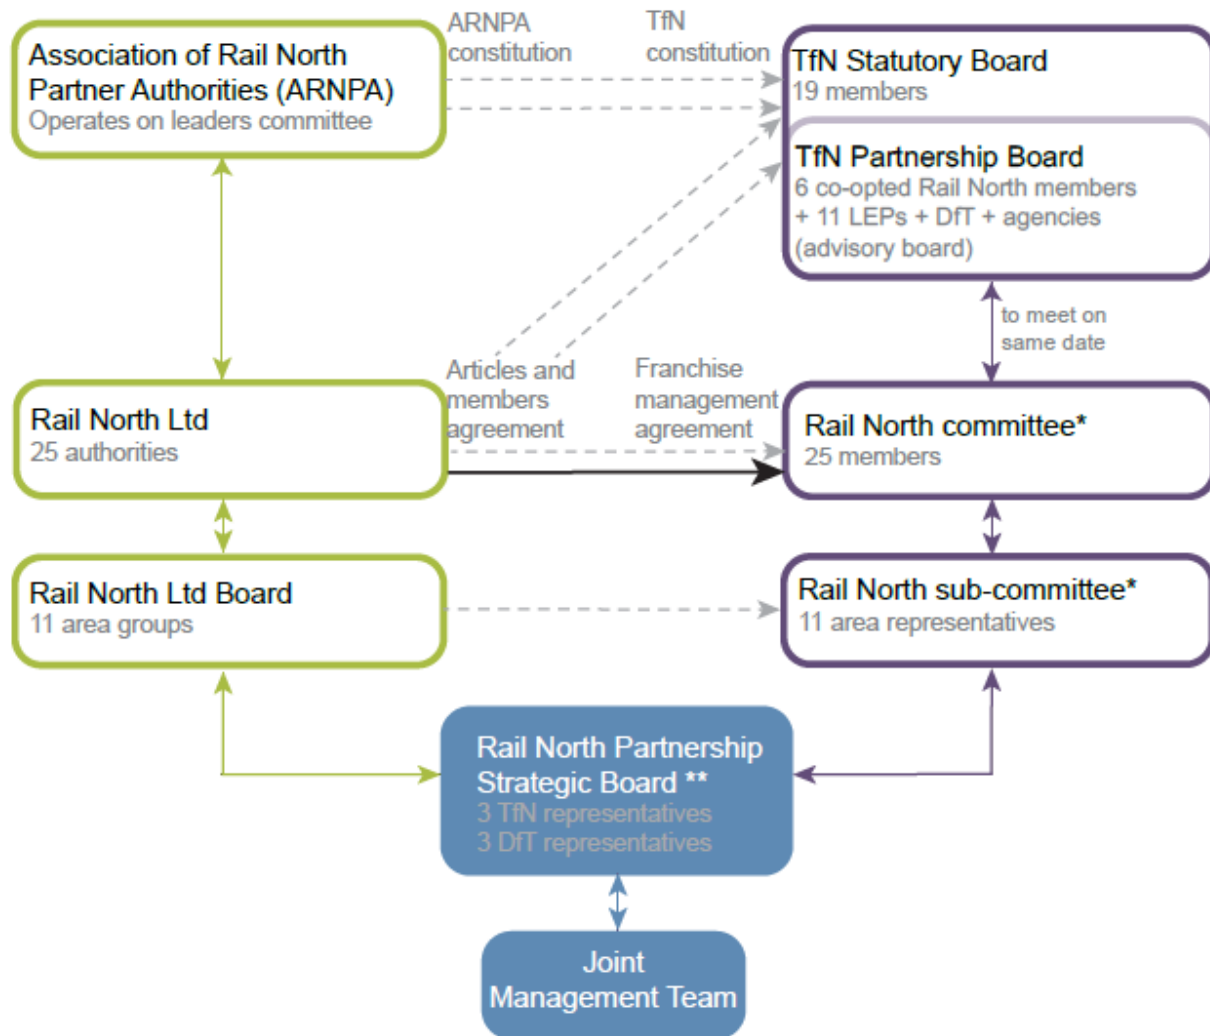 Association of Rail North
Partner Authorities (ARNPA)
Operates on leaders committee
ARNPA
constitution
TfN
constitution
TfN Statutory Board
19 members
TfN Partnership Board
6 co-opted Rail North members
+ 11 LEPs + DfT + agencies
(advisory board)
to meet on
same date
Rail North Ltd
25 authorities
Articles and
members
agreement
Franchise
management
agreement
Rail North committee*
25 members
Rail North Ltd Board
11 area groups
Rail North sub-committee*
11 area representatives
Rail North Partnership
Strategic Board **
3 TfN representatives
3 DfT representatives
Joint
Management Team